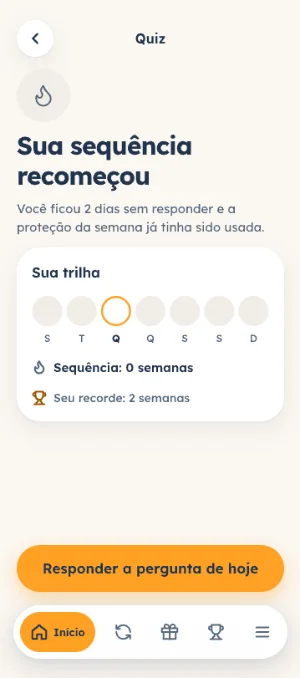 Quiz
Sua sequência
recomeçou
Você ficou 2 dias sem responder e a
proteção da semana já tinha sido usada.
Sua trilha
S T Q Q S S D
Sequência: 0 semanas
Seu recorde: 2 semanas
Responder a pergunta de hoje
Início